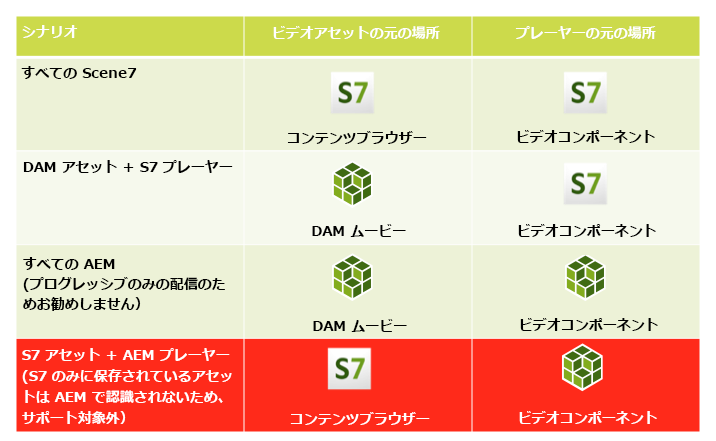 シナリオ
ビデオアセットの元の場所
プレーヤーの元の場所
すべての Scene7
S7
コンテンツブラウザー
S7
ビデオコンポーネント
DAM アセット + S7 プレーヤー
DAM ムービー
S7
ビデオコンポーネント
すべての AEM
(プログレッシブのみの配信のた
めお勧めしません）
DAM ムービー
ビデオコンポーネント
S7 アセット + AEM プレーヤー
(S7 のみに保存されているアセッ
トは AEM で認識されないため、
サポート対象外）
S7
コンテンツブラウザー
ビデオコンポーネント